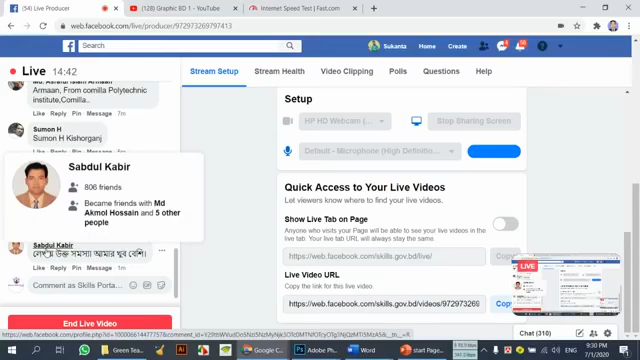 (54) Live Producer
(128) Graphic BD 1 - YouTube
Internet Speed Test | Fast.com
web.facebook.com/live/producer/972973269797413
Search
Sukanta
Home
Create
Live 14:42
Stream Setup
Stream Health
Video Clipping
Polls
Questions
Help
Armaan, From comilla Polytechnic
institute,Comilla..
Like Reply Pin Message 7m
Sumon H
Sumon H Kishorganj
Like Reply Pin Message
Sabdul Kabir
806 friends
Became friends with Md
Akmol Hossain and 5 other
people
Sabdul Kabir
লেখায় উক্ত সমস্যা আমার খুব বেশি।
Like Reply Pin Message 1m
Comment as Skills Porta...
End Live Video
Setup
HP HD Webcam
Stop Sharing Screen
Default - Microphone (High Definitio...
Quick Access to Your Live Videos
Let viewers know where to find your live videos.
Show Live Tab on Page
Anyone who visits your Page will be able to see your live videos in
the live tab. Your live tab URL will always stay the same.
https://web.facebook.com/skills.gov.bd/live/
Live Video URL
Copy the link for this live video.
https://web.facebook.com/skills.gov.bd/videos/972973269
LIVE
Chat (310)
Green Tea...
Google C...
Adobe Ph...
Word
start Page...
ENG
9:30 PM
7/1/2020